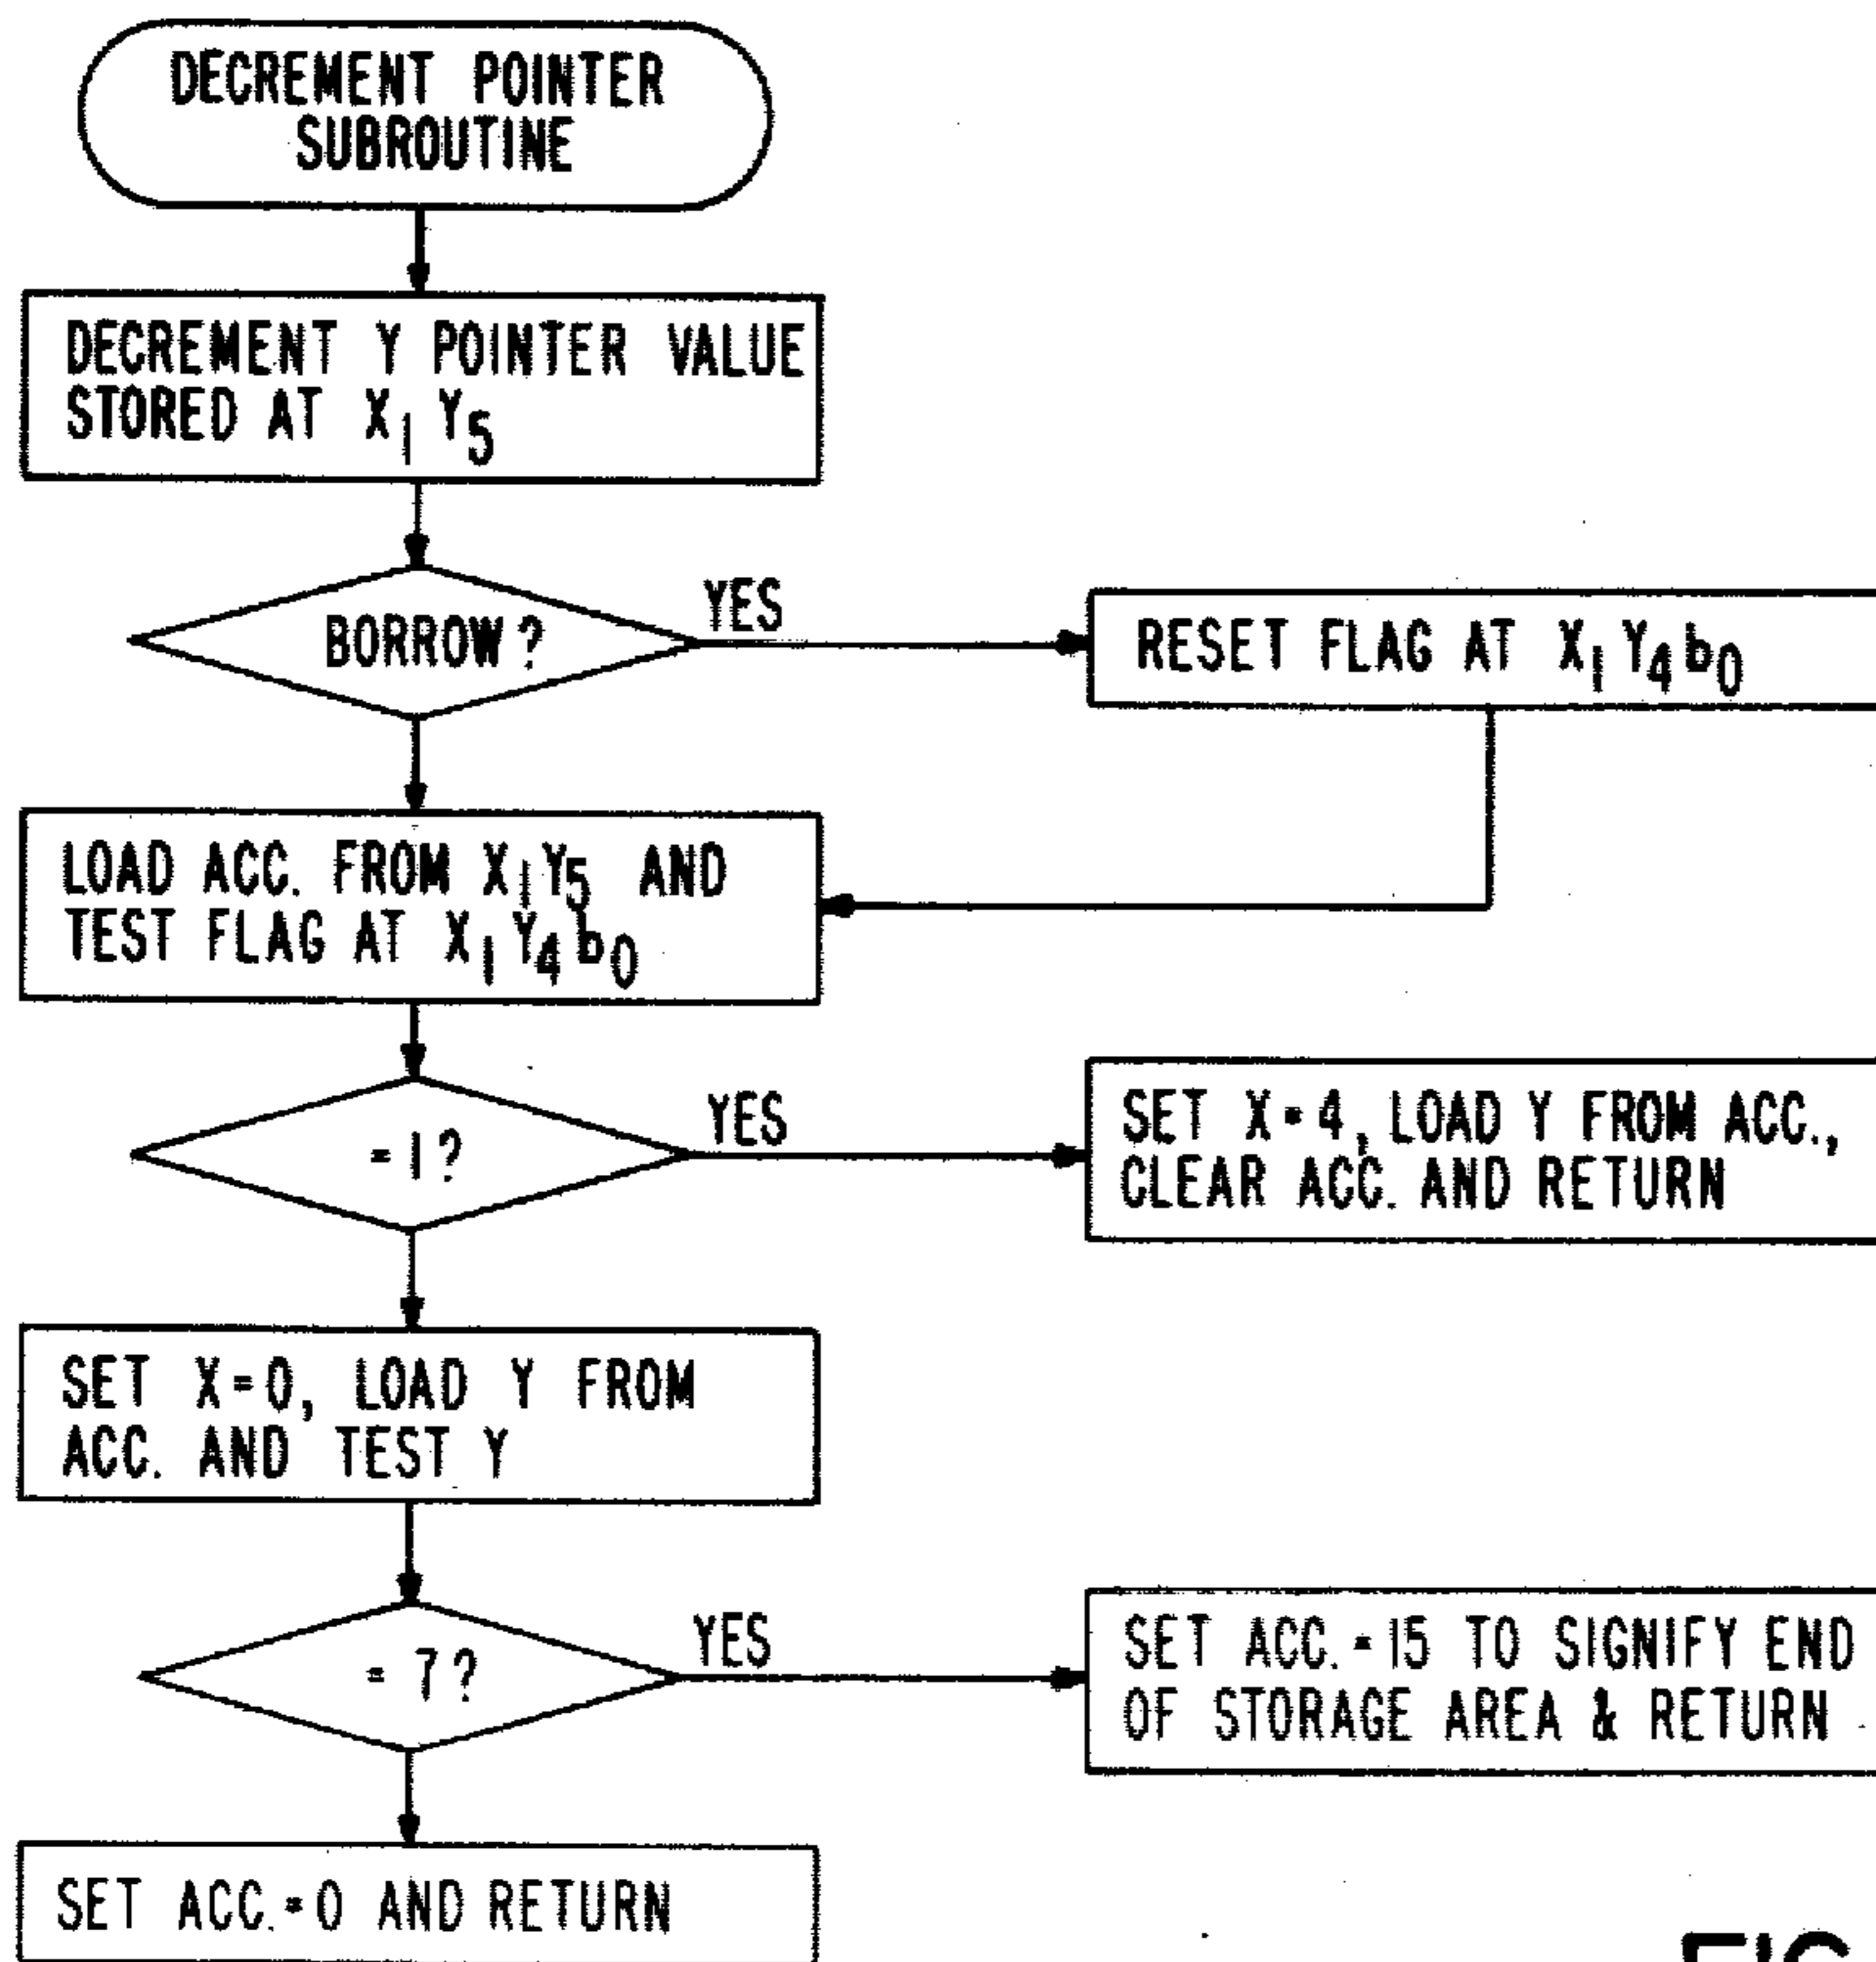 DECREMENT POINTER
SUBROUTINE
DECREMENT Y POINTER VALUE
STORED AT X₁ Y₅
BORROW?
YES
RESET FLAG AT X₁ Y₄ b₀
LOAD ACC. FROM X₁ Y₅ AND
TEST FLAG AT X₁ Y₄ b₀
= 1?
YES
SET X=4, LOAD Y FROM ACC.,
CLEAR ACC. AND RETURN
SET X=0, LOAD Y FROM
ACC. AND TEST Y
= 7?
YES
SET ACC.=15 TO SIGNIFY END
OF STORAGE AREA & RETURN
SET ACC.=0 AND RETURN